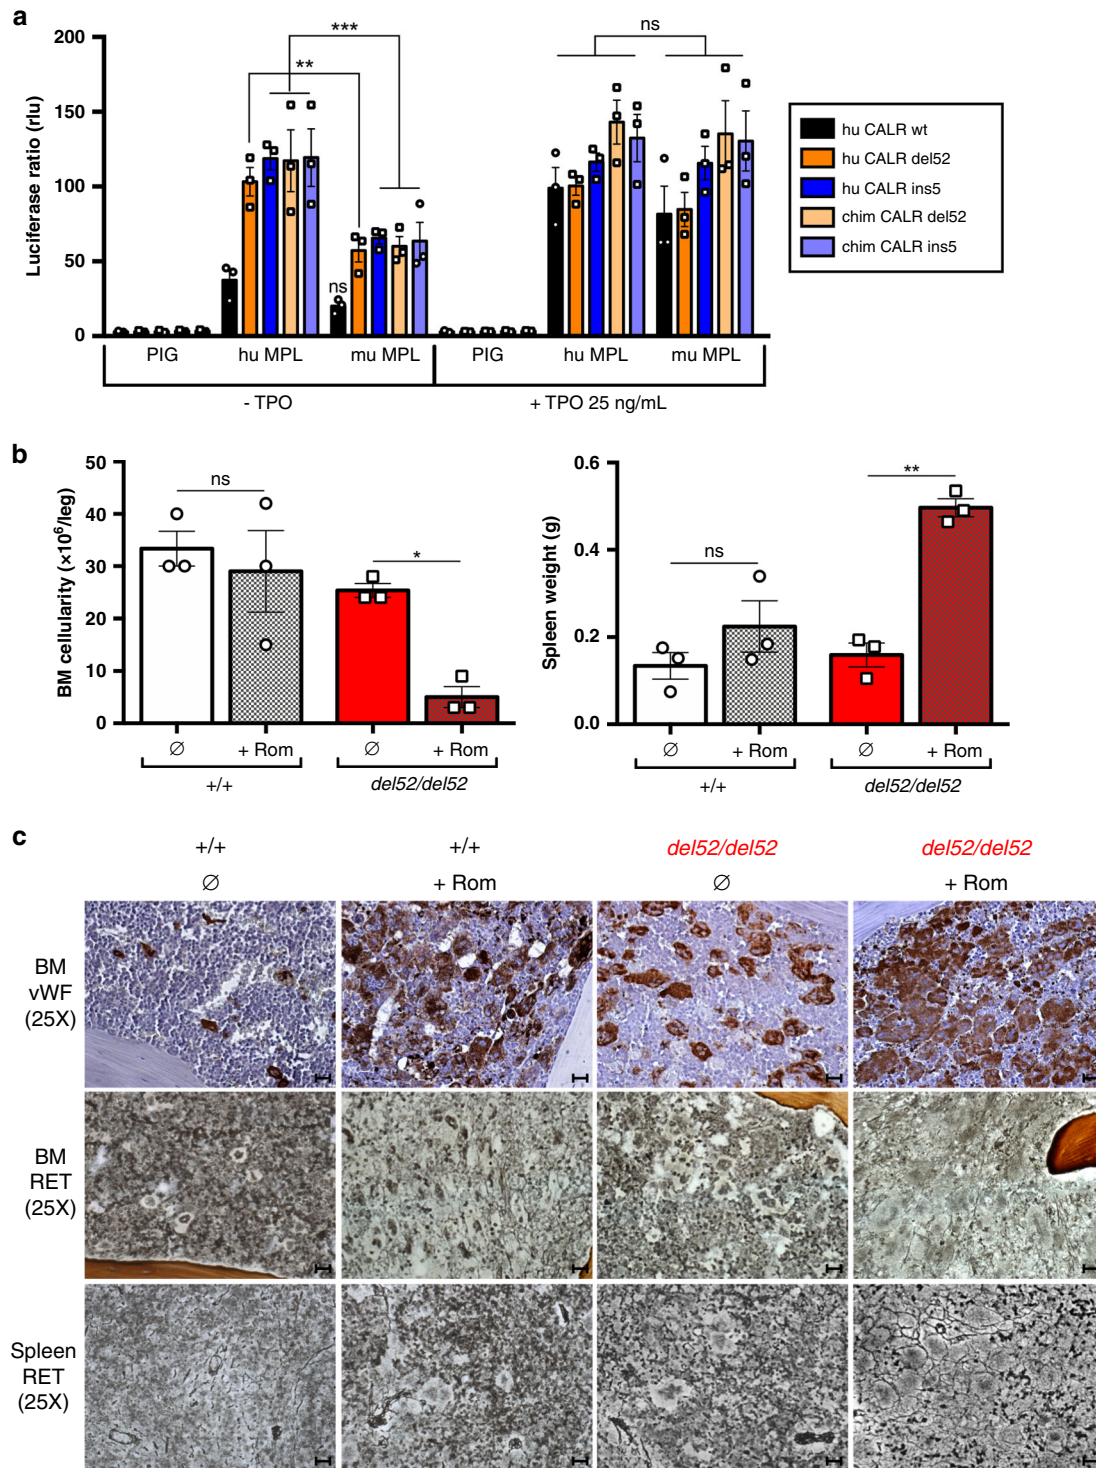 a
Luciferase ratio (rlu)
200
150
100
50
0
***
**
ns
ns
PIG
hu MPL
mu MPL
PIG
hu MPL
mu MPL
- TPO
+ TPO 25 ng/mL
hu CALR wt
hu CALR del52
hu CALR ins5
chim CALR del52
chim CALR ins5
b
BM cellularity (×10⁶/leg)
50
40
30
20
10
0
ns
*
∅
+ Rom
∅
+ Rom
+/+
del52/del52
Spleen weight (g)
0.6
0.4
0.2
0.0
ns
**
∅
+ Rom
∅
+ Rom
+/+
del52/del52
c
+/+
+/+
del52/del52
del52/del52
∅
+ Rom
∅
+ Rom
BM
vWF
(25X)
BM
RET
(25X)
Spleen
RET
(25X)